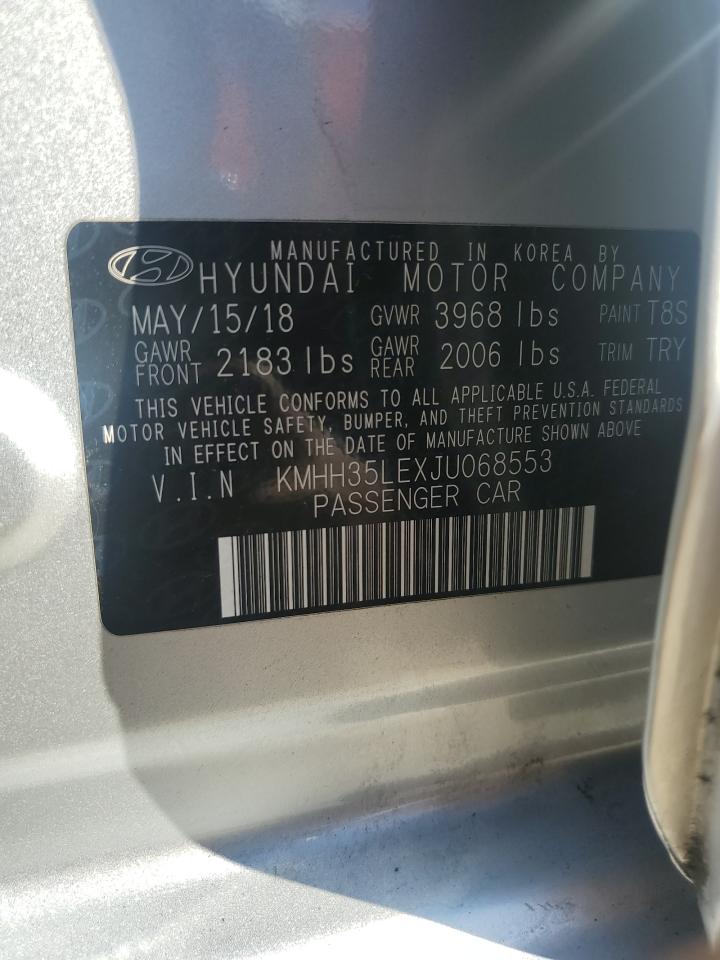 MANUFACTURED IN KOREA BY
HYUNDAI MOTOR COMPANY
MAY/15/18 GVWR 3968 lbs PAINT T8S
GAWR FRONT 2183 lbs GAWR REAR 2006 lbs TRIM TRY
THIS VEHICLE CONFORMS TO ALL APPLICABLE U.S.A. FEDERAL
MOTOR VEHICLE SAFETY, BUMPER, AND THEFT PREVENTION STANDARDS
IN EFFECT ON THE DATE OF MANUFACTURE SHOWN ABOVE
V.I.N KMHH35LEXJU068553
PASSENGER CAR